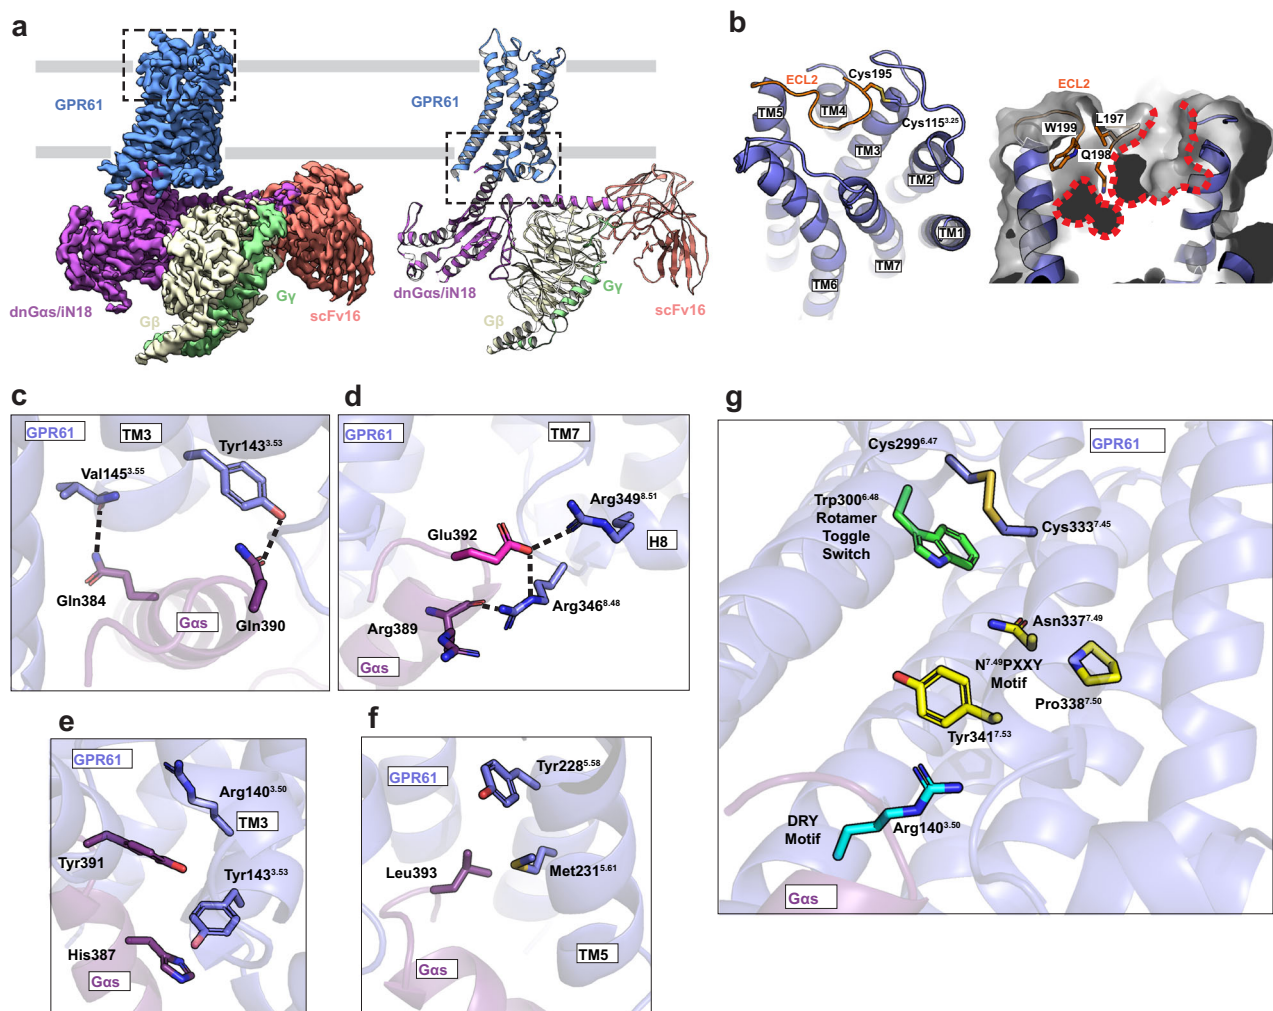 a
GPR61
dnGαs/iN18
Gβ
Gγ
scFv16
dnGαs/iN18
Gβ
Gγ
scFv16
b
ECL2
Cys195
TM5
TM4
Cys115³·²⁵
TM3
TM2
TM1
TM7
TM6
ECL2
L197
W199
Q198
c
GPR61
TM3
Tyr143³·⁵³
Val145³·⁵⁵
Gln384
Gαs
Gln390
d
GPR61
TM7
Arg349⁸·⁵¹
Glu392
H8
Arg346⁸·⁴⁸
Arg389
Gαs
e
GPR61
Arg140³·⁵⁰
TM3
Tyr391
Tyr143³·⁵³
His387
Gαs
f
GPR61
Tyr228⁵·⁵⁸
Leu393
Met231⁵·⁶¹
TM5
Gαs
g
Cys299⁶·⁴⁷
GPR61
Trp300⁶·⁴⁸
Rotamer
Toggle
Switch
Cys333⁷·⁴⁵
Asn337⁷·⁴⁹
N⁷·⁴⁹PXXY
Motif
Pro338⁷·⁵⁰
Tyr341⁷·⁵³
DRY
Motif
Arg140³·⁵⁰
Gαs